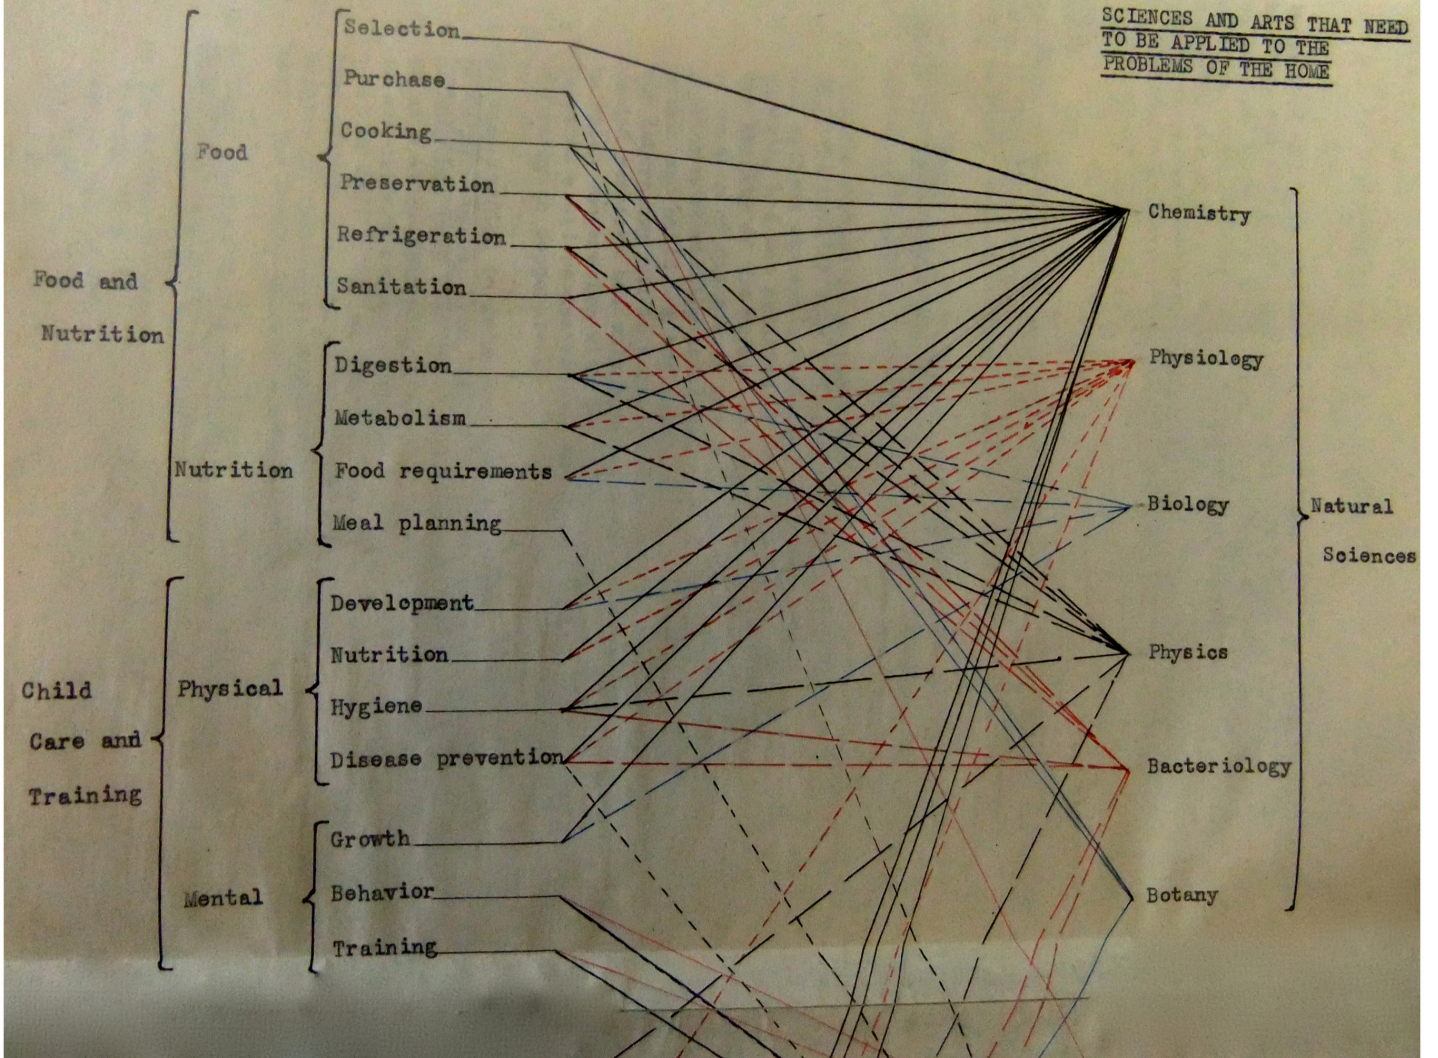 SCIENCES AND ARTS THAT NEED
TO BE APPLIED TO THE
PROBLEMS OF THE HOME
Food and
Nutrition
Food
Selection
Purchase
Cooking
Preservation
Refrigeration
Sanitation
Nutrition
Digestion
Metabolism
Food requirements
Meal planning
Child
Care and
Training
Physical
Development
Nutrition
Hygiene
Disease prevention
Mental
Growth
Behavior
Training
Chemistry
Physiology
Biology
Physics
Bacteriology
Botany
Natural
Sciences